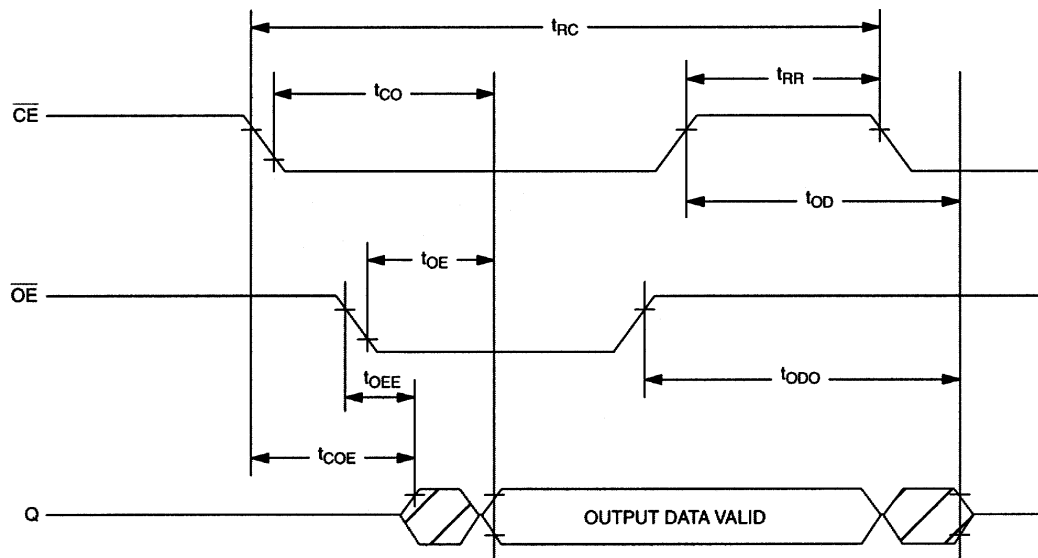 tRC
tRR
tCO
CE
tOD
tOE
OE
tOEE
tODO
tCOE
Q
OUTPUT DATA VALID